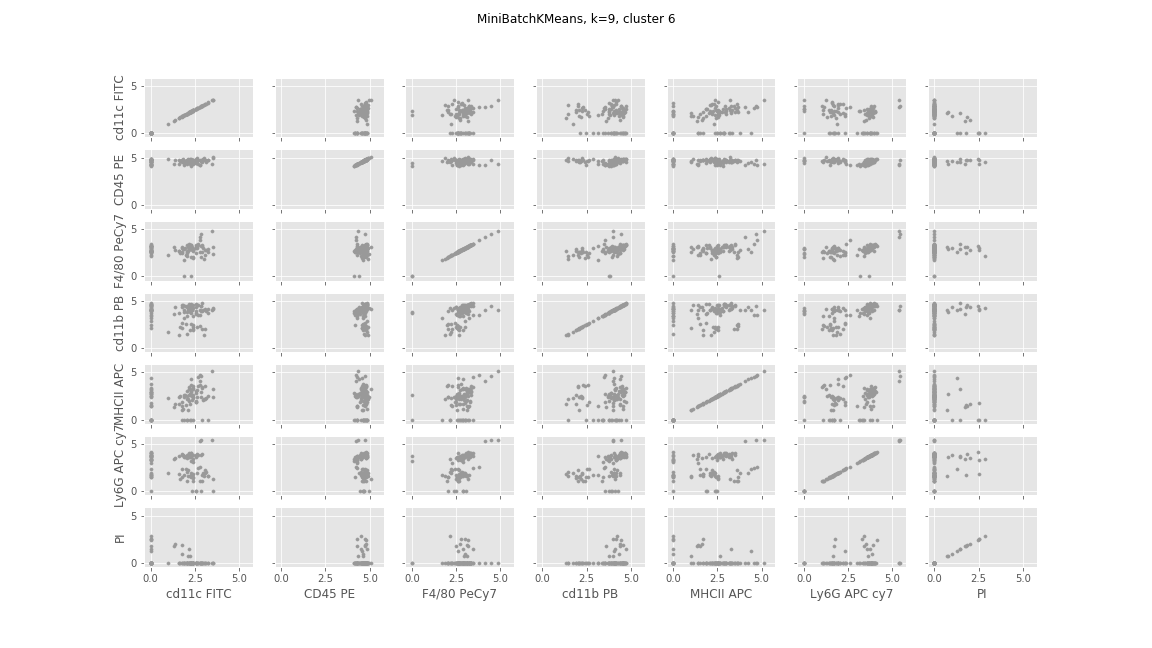 MiniBatchKMeans, k=9, cluster 6
cd11c FITC
5
0
CD45 PE
5
0
F4/80 PeCy7
5
0
cd11b PB
5
0
MHCII APC
5
0
Ly6G APC cy7
5
0
PI
5
0
0.0 2.5 5.0 0.0 2.5 5.0 0.0 2.5 5.0 0.0 2.5 5.0 0.0 2.5 5.0 0.0 2.5 5.0 0.0 2.5 5.0
cd11c FITC CD45 PE F4/80 PeCy7 cd11b PB MHCII APC Ly6G APC cy7 PI